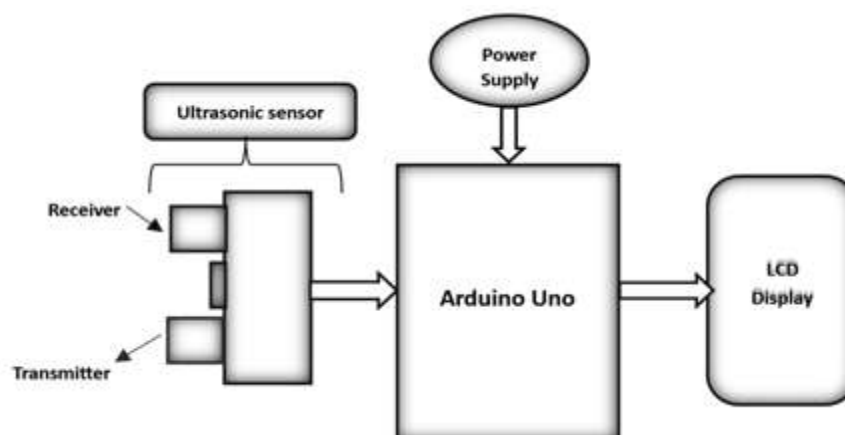 Power
Supply
Ultrasonic sensor
Receiver
Transmitter
Arduino Uno
LCD
Display